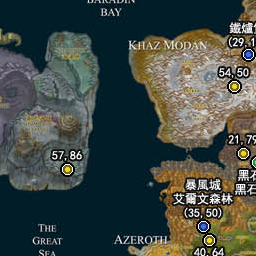 BARADIN
BAY
KHAZ MODAN
鐵爐
(29, 1
54, 50
21, 79
57, 86
黑石
黑石
暴風城
艾爾文森林
(35, 50)
THE
GREAT
SEA
AZEROTH
40, 64